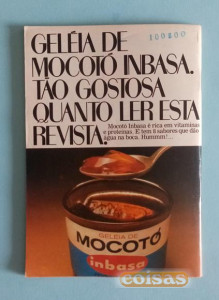 100800
GELÉIA DE
MOCOTÓ INBASA.
TÃO GOSTOSA
QUANTO LER ESTA
REVISTA.
Mocotó Inbasa é rica em vitaminas
e proteínas. E tem 8 sabores que dão
água na boca. Hummm!...
GELÉIA DE
MOCOTÓ
inbasa
coisas